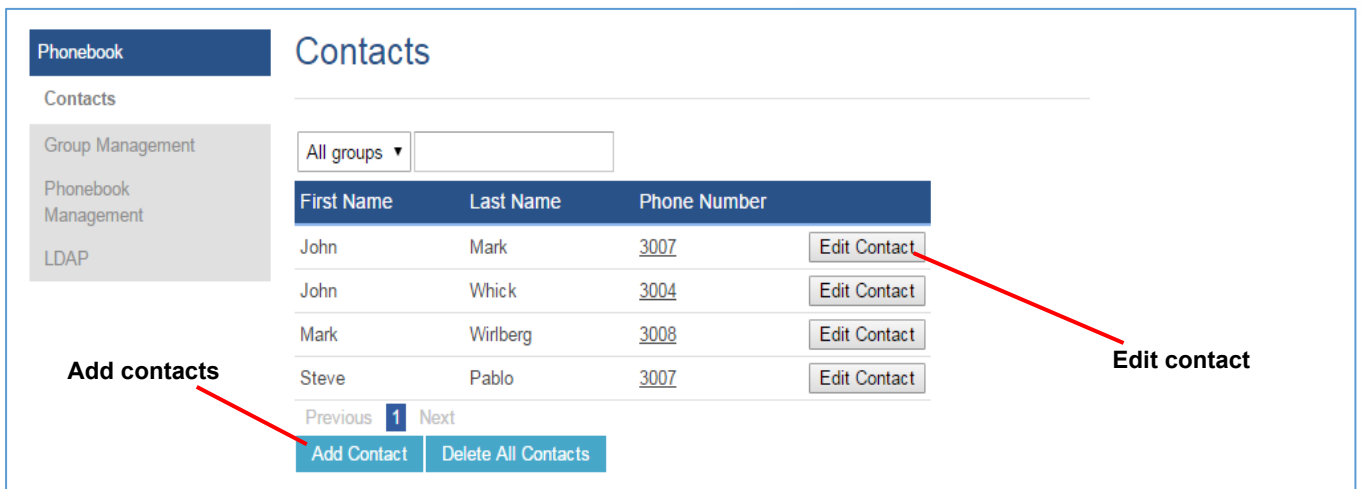 Phonebook
Contacts
Group Management
Phonebook
Management
LDAP
Contacts
All groups
First Name Last Name Phone Number
John Mark 3007 Edit Contact
John Whick 3004 Edit Contact
Mark Wirlberg 3008 Edit Contact
Steve Pablo 3007 Edit Contact
Previous 1 Next
Add Contact Delete All Contacts
Add contacts
Edit contact